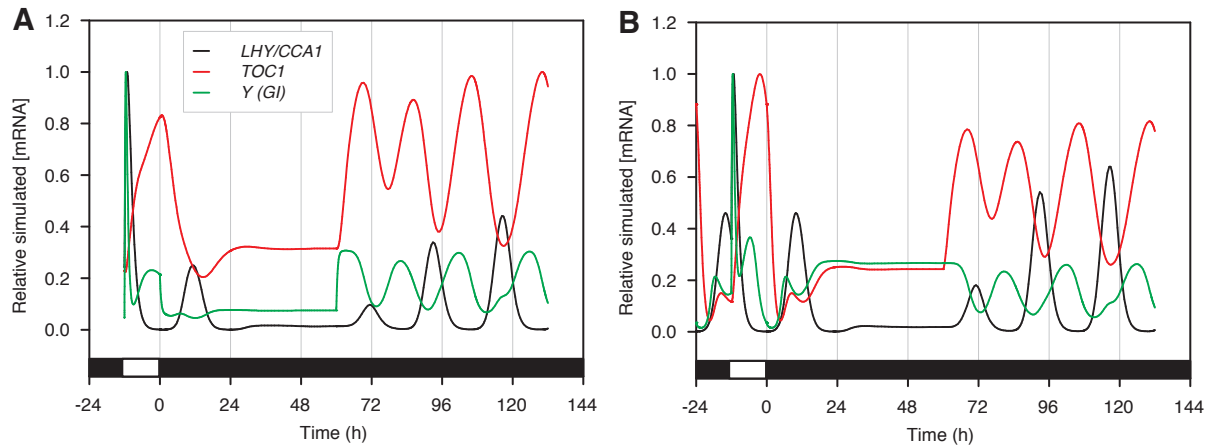 A
B
Relative simulated [mRNA]
1.2
1.0
0.8
0.6
0.4
0.2
0.0
LHY/CCA1
TOC1
Y (GI)
-24 0 24 48 72 96 120 144
Time (h)
Relative simulated [mRNA]
1.2
1.0
0.8
0.6
0.4
0.2
0.0
-24 0 24 48 72 96 120 144
Time (h)